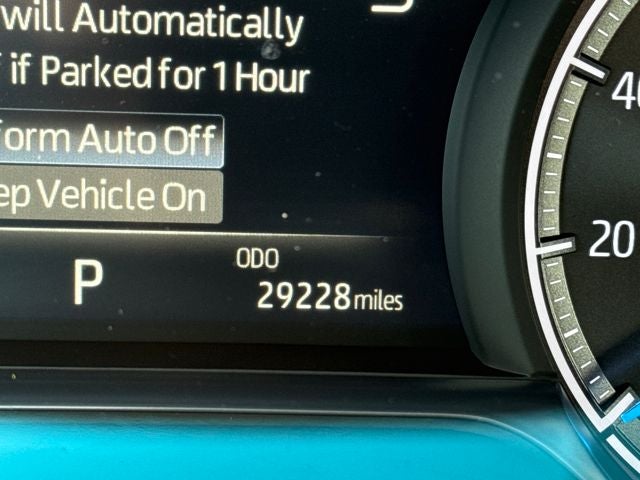 will Automatically
if Parked for 1 Hour
form Auto Off
ep Vehicle On
P
ODO
29228 miles
40
20